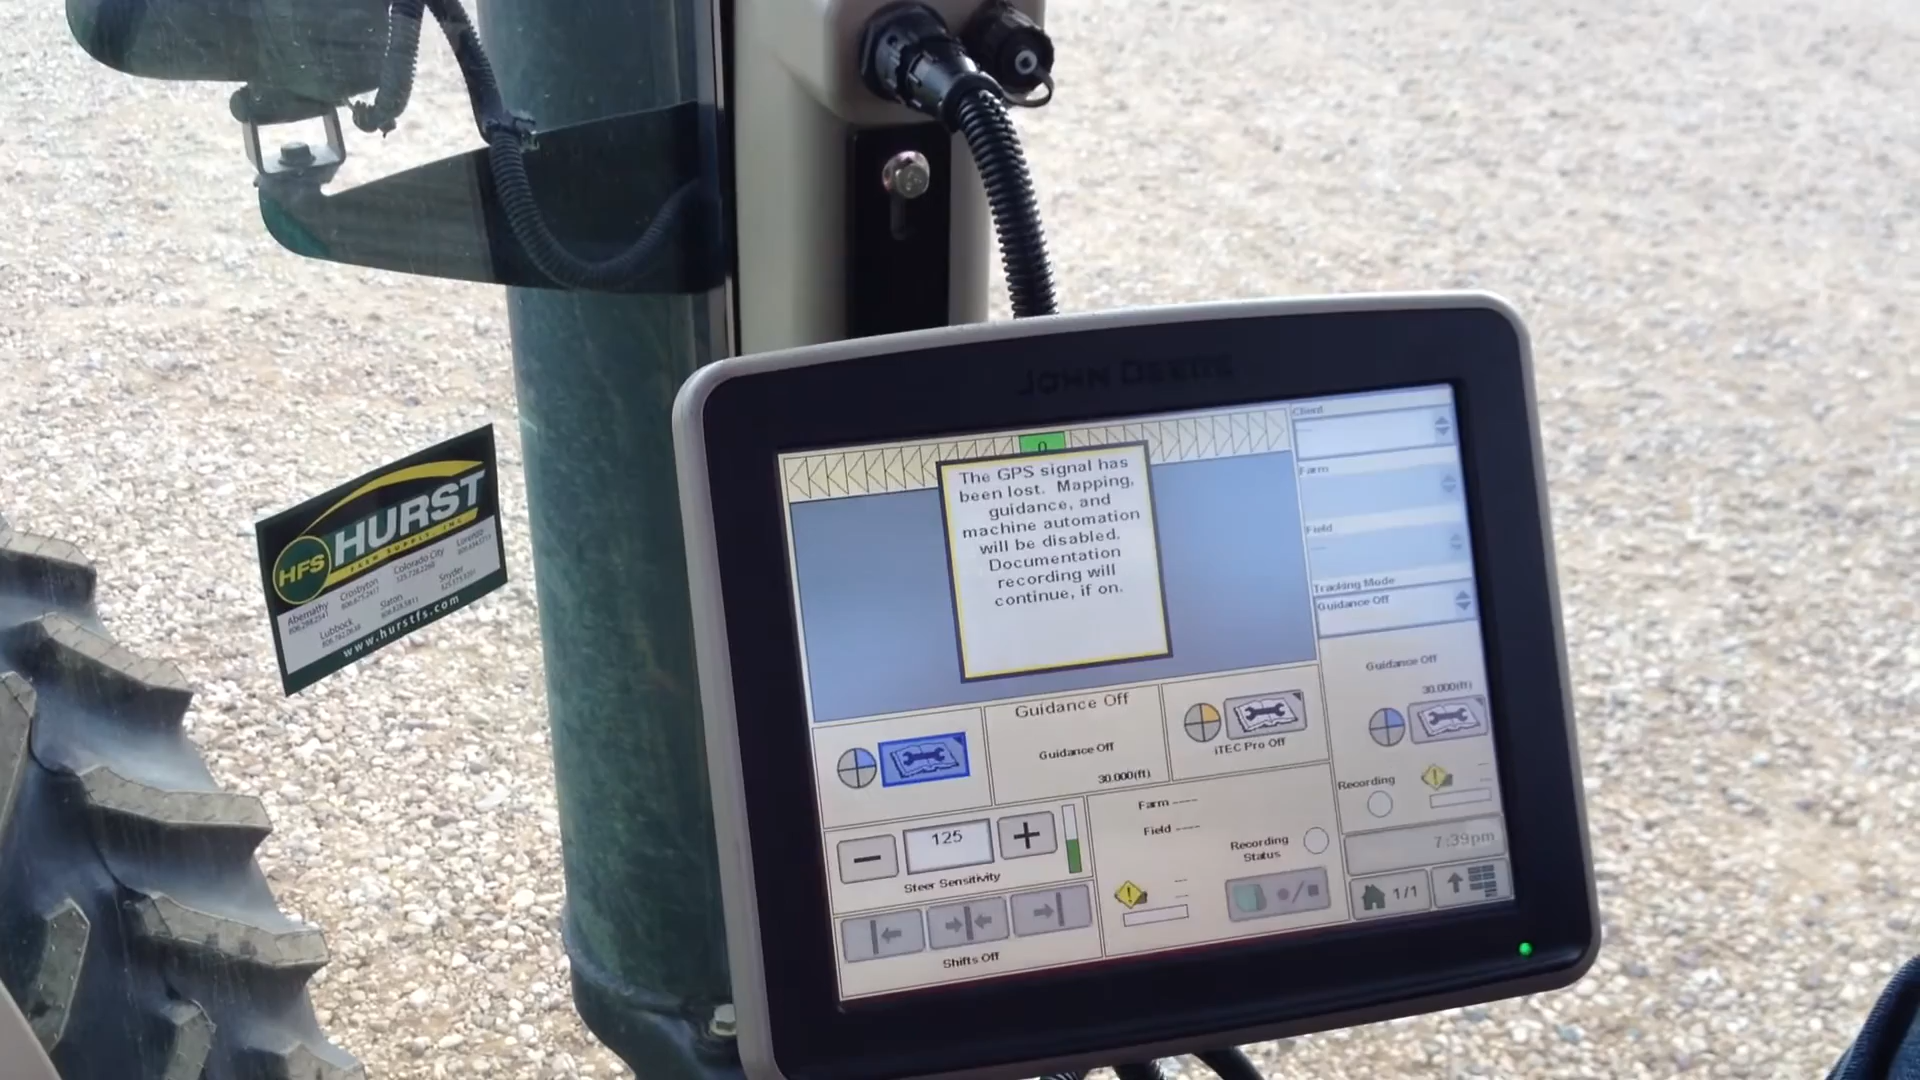 JOHN DEERE
HURST
HFS
FARM SUPPLY INC
Abernathy
Crosbyton
Colorado City
Lorenzo
Lubbock
Slaton
Snyder
www.hurstfs.com
0
The GPS signal has
been lost. Mapping,
guidance, and
machine automation
will be disabled.
Documentation
recording will
continue, if on.
Client
----
Farm
Field
----
Tracking Mode
Guidance Off
Guidance Off
30.000(ft)
Recording
7:39pm
1/1
Guidance Off
Guidance Off
30.000(ft)
iTEC Pro Off
125
Steer Sensitivity
Shifts Off
Farm ----
Field ----
Recording
Status